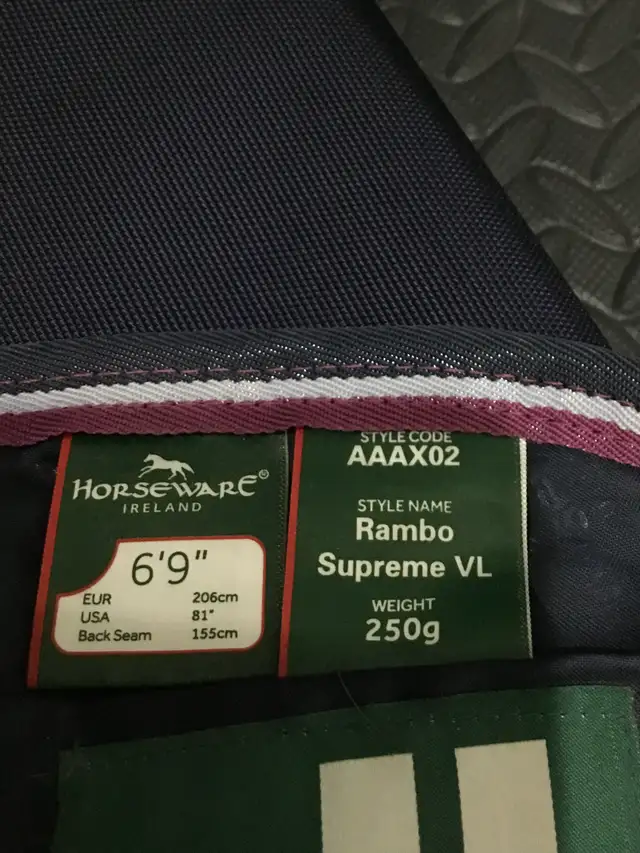 HORSEWARE®
IRELAND
6'9"
EUR 206cm
USA 81"
Back Seam 155cm
STYLE CODE
AAAX02
STYLE NAME
Rambo
Supreme VL
WEIGHT
250g